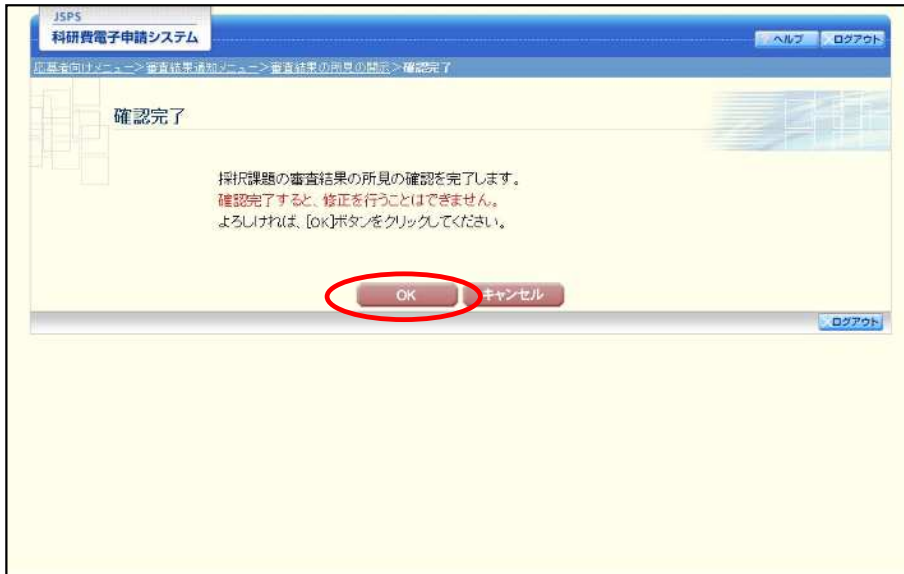 JSPS
科研費電子申請システム
ヘルプ ログアウト
応募者向けメニュー>審査結果通知メニュー>審査結果の所見の開示>確認完了
確認完了
採択課題の審査結果の所見の確認を完了します。
確認完了すると、修正を行うことはできません。
よろしければ、[OK]ボタンをクリックしてください。
OK キャンセル
ログアウト